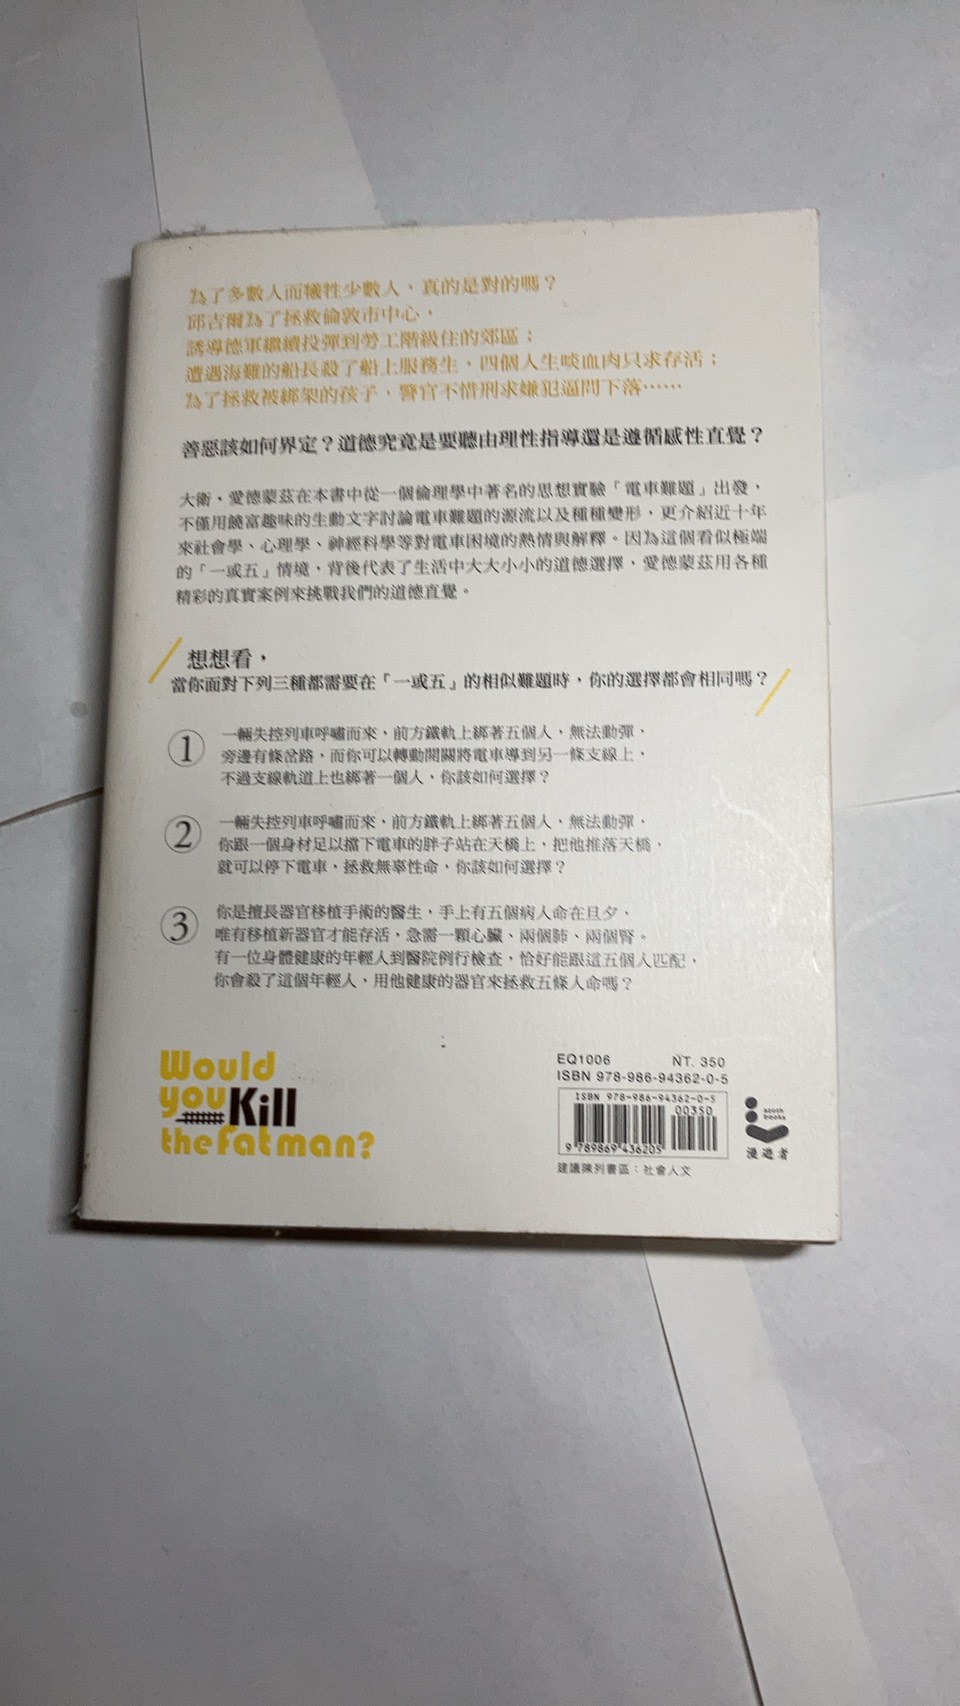 為了多數人而犧牲少數人，真的是對的嗎？
邱吉爾為了拯救倫敦市中心，
誘導德軍繼續投彈到勞工階級住的郊區；
遭遇海難的船長殺了船上服務生，四個人生啖血肉只求存活；
為了拯救被綁架的孩子，警官不惜刑求嫌犯逼問下落……
善惡該如何界定？道德究竟是要聽由理性指導還是遵循感性直覺？
大衛・愛德蒙茲在本書中從一個倫理學中著名的思想實驗「電車難題」出發，
不僅用饒富趣味的生動文字討論電車難題的源流以及種種變形，更介紹近十年
來社會學、心理學、神經科學等對電車困境的熱情與解釋。因為這個看似極端
的「一或五」情境，背後代表了生活中大大小小的道德選擇，愛德蒙茲用各種
精彩的真實案例來挑戰我們的道德直覺。
想想看，
當你面對下列三種都需要在「一或五」的相似難題時，你的選擇都會相同嗎？
① 一輛失控列車呼嘯而來，前方鐵軌上綁著五個人，無法動彈，
旁邊有條岔路，而你可以轉動開關將電車導到另一條支線上，
不過支線軌道上也綁著一個人，你該如何選擇？
② 一輛失控列車呼嘯而來，前方鐵軌上綁著五個人，無法動彈，
你跟一個身材足以擋下電車的胖子站在天橋上，把他推落天橋，
就可以停下電車，拯救無辜性命，你該如何選擇？
③ 你是擅長器官移植手術的醫生，手上有五個病人命在旦夕，
唯有移植新器官才能存活，急需一顆心臟、兩個肺、兩個腎。
有一位身體健康的年輕人到醫院例行檢查，恰好能跟這五個人匹配，
你會殺了這個年輕人，用他健康的器官來拯救五條人命嗎？
Would
you Kill
the fat man?
EQ1006 NT. 350
ISBN 978-986-94362-0-5
ISBN 978-986-94362-0-5
00350
9 789869 436205
建議陳列書區：社會人文
azoth
books
漫遊者